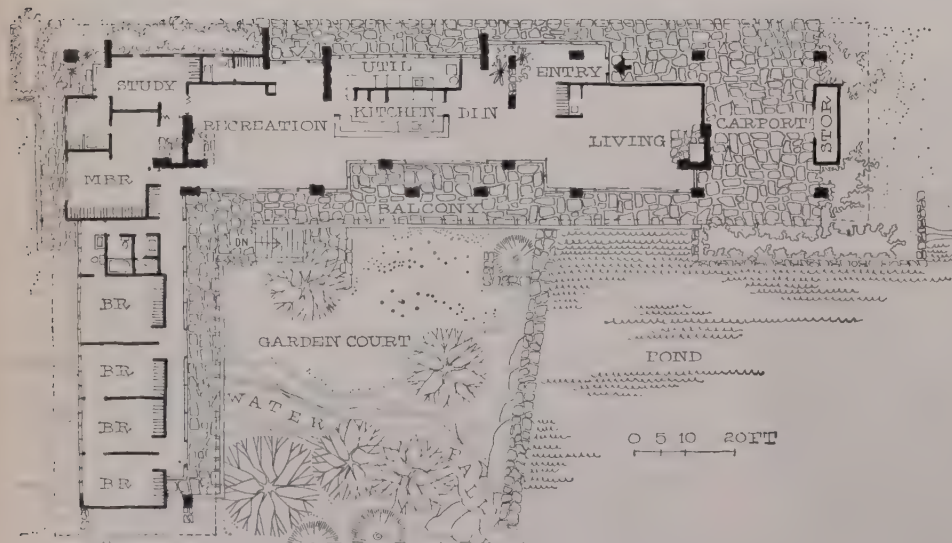 UTIL
ENTRY
STUDY
KITCHEN
DIN
RECREATION
LIVING
CARPORT
STOR
MBR
BALCONY
DN
BR
GARDEN COURT
BR
POND
WATER
BR
0 5 10 20FT
BR